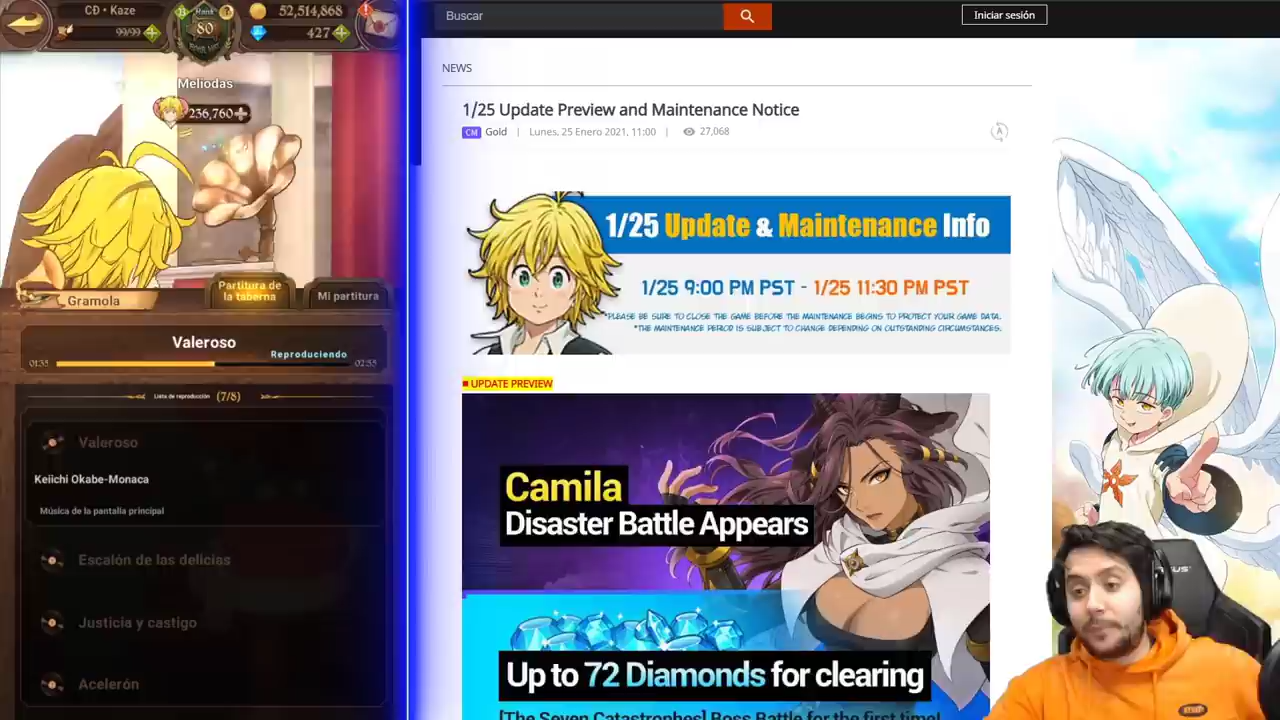 CĐ • Kaze
99/99
80
52,514,868
427
Meliodas
236,760
Gramola
Partitura de
la taberna
Mi partitura
Valeroso
Reproduciendo
01:35
02:55
Lista de reproducción (7/8)
Valeroso
Keiichi Okabe-Monaca
Música de la pantalla principal
Escalón de las delicias
Justicia y castigo
Acelerón
Buscar
Iniciar sesión
NEWS
1/25 Update Preview and Maintenance Notice
CM Gold | Lunes, 25 Enero 2021, 11:00 | 27,068
A
1/25 Update & Maintenance Info
1/25 9:00 PM PST - 1/25 11:30 PM PST
*PLEASE BE SURE TO CLOSE THE GAME BEFORE THE MAINTENANCE BEGINS TO PROTECT YOUR GAME DATA.
*THE MAINTENANCE PERIOD IS SUBJECT TO CHANGE DEPENDING ON OUTSTANDING CIRCUMSTANCES.
■ UPDATE PREVIEW
Camila
Disaster Battle Appears
Up to 72 Diamonds for clearing
[The Seven Catastrophes] Boss Battle for the first time!